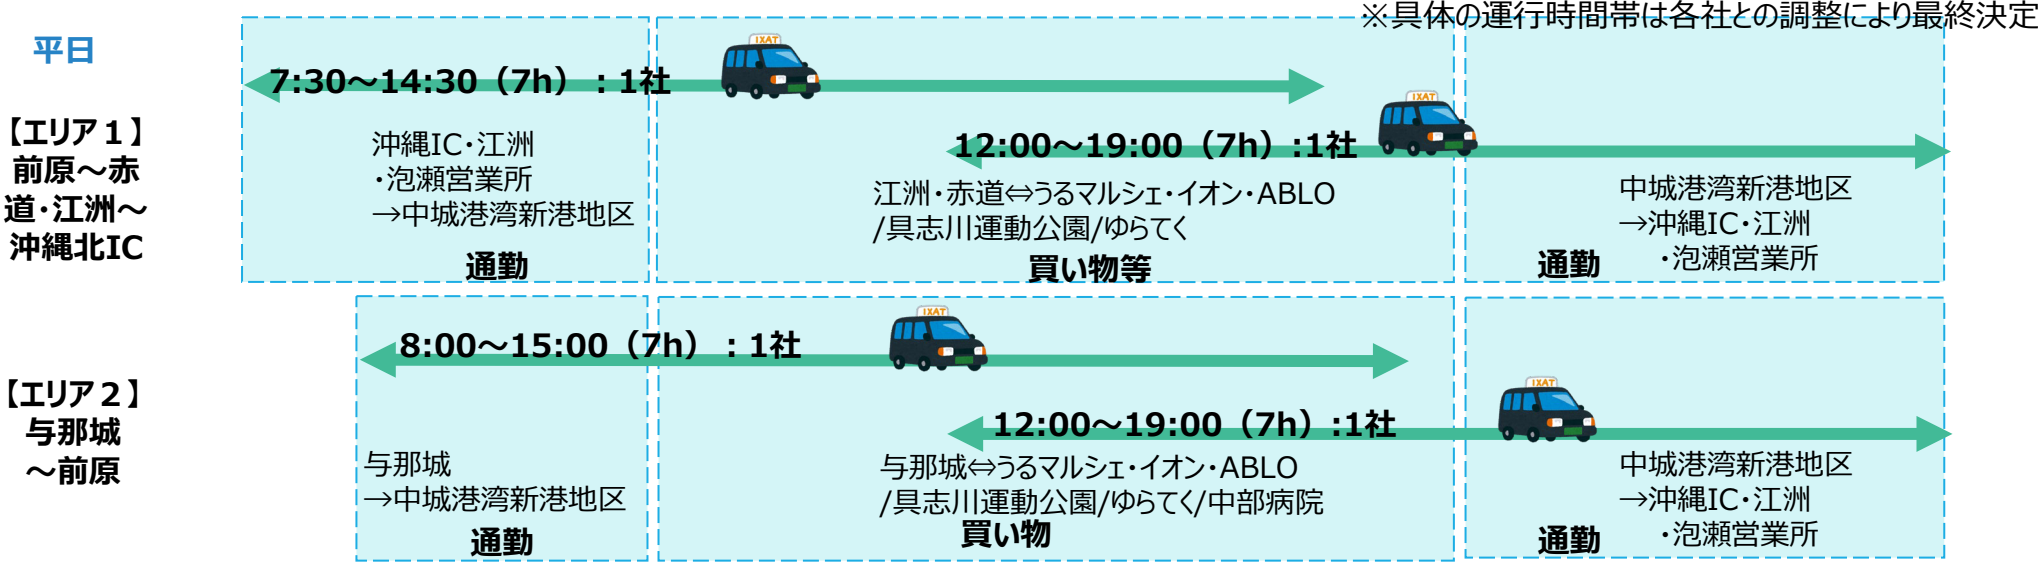 ※具体の運行時間帯は各社との調整により最終決定
平日
【エリア１】
前原～赤
道・江洲～
沖縄北IC
7:30～14:30（7h）：1社
TAXI
沖縄IC・江洲
・泡瀬営業所
→中城港湾新港地区
通勤
12:00～19:00（7h）:1社
TAXI
江洲・赤道⇔うるマルシェ・イオン・ABLO
/具志川運動公園/ゆらてく
買い物等
中城港湾新港地区
→沖縄IC・江洲
・泡瀬営業所
通勤
【エリア２】
与那城
～前原
8:00～15:00（7h）：1社
TAXI
与那城
→中城港湾新港地区
通勤
12:00～19:00（7h）:1社
TAXI
与那城⇔うるマルシェ・イオン・ABLO
/具志川運動公園/ゆらてく/中部病院
買い物
中城港湾新港地区
→沖縄IC・江洲
・泡瀬営業所
通勤